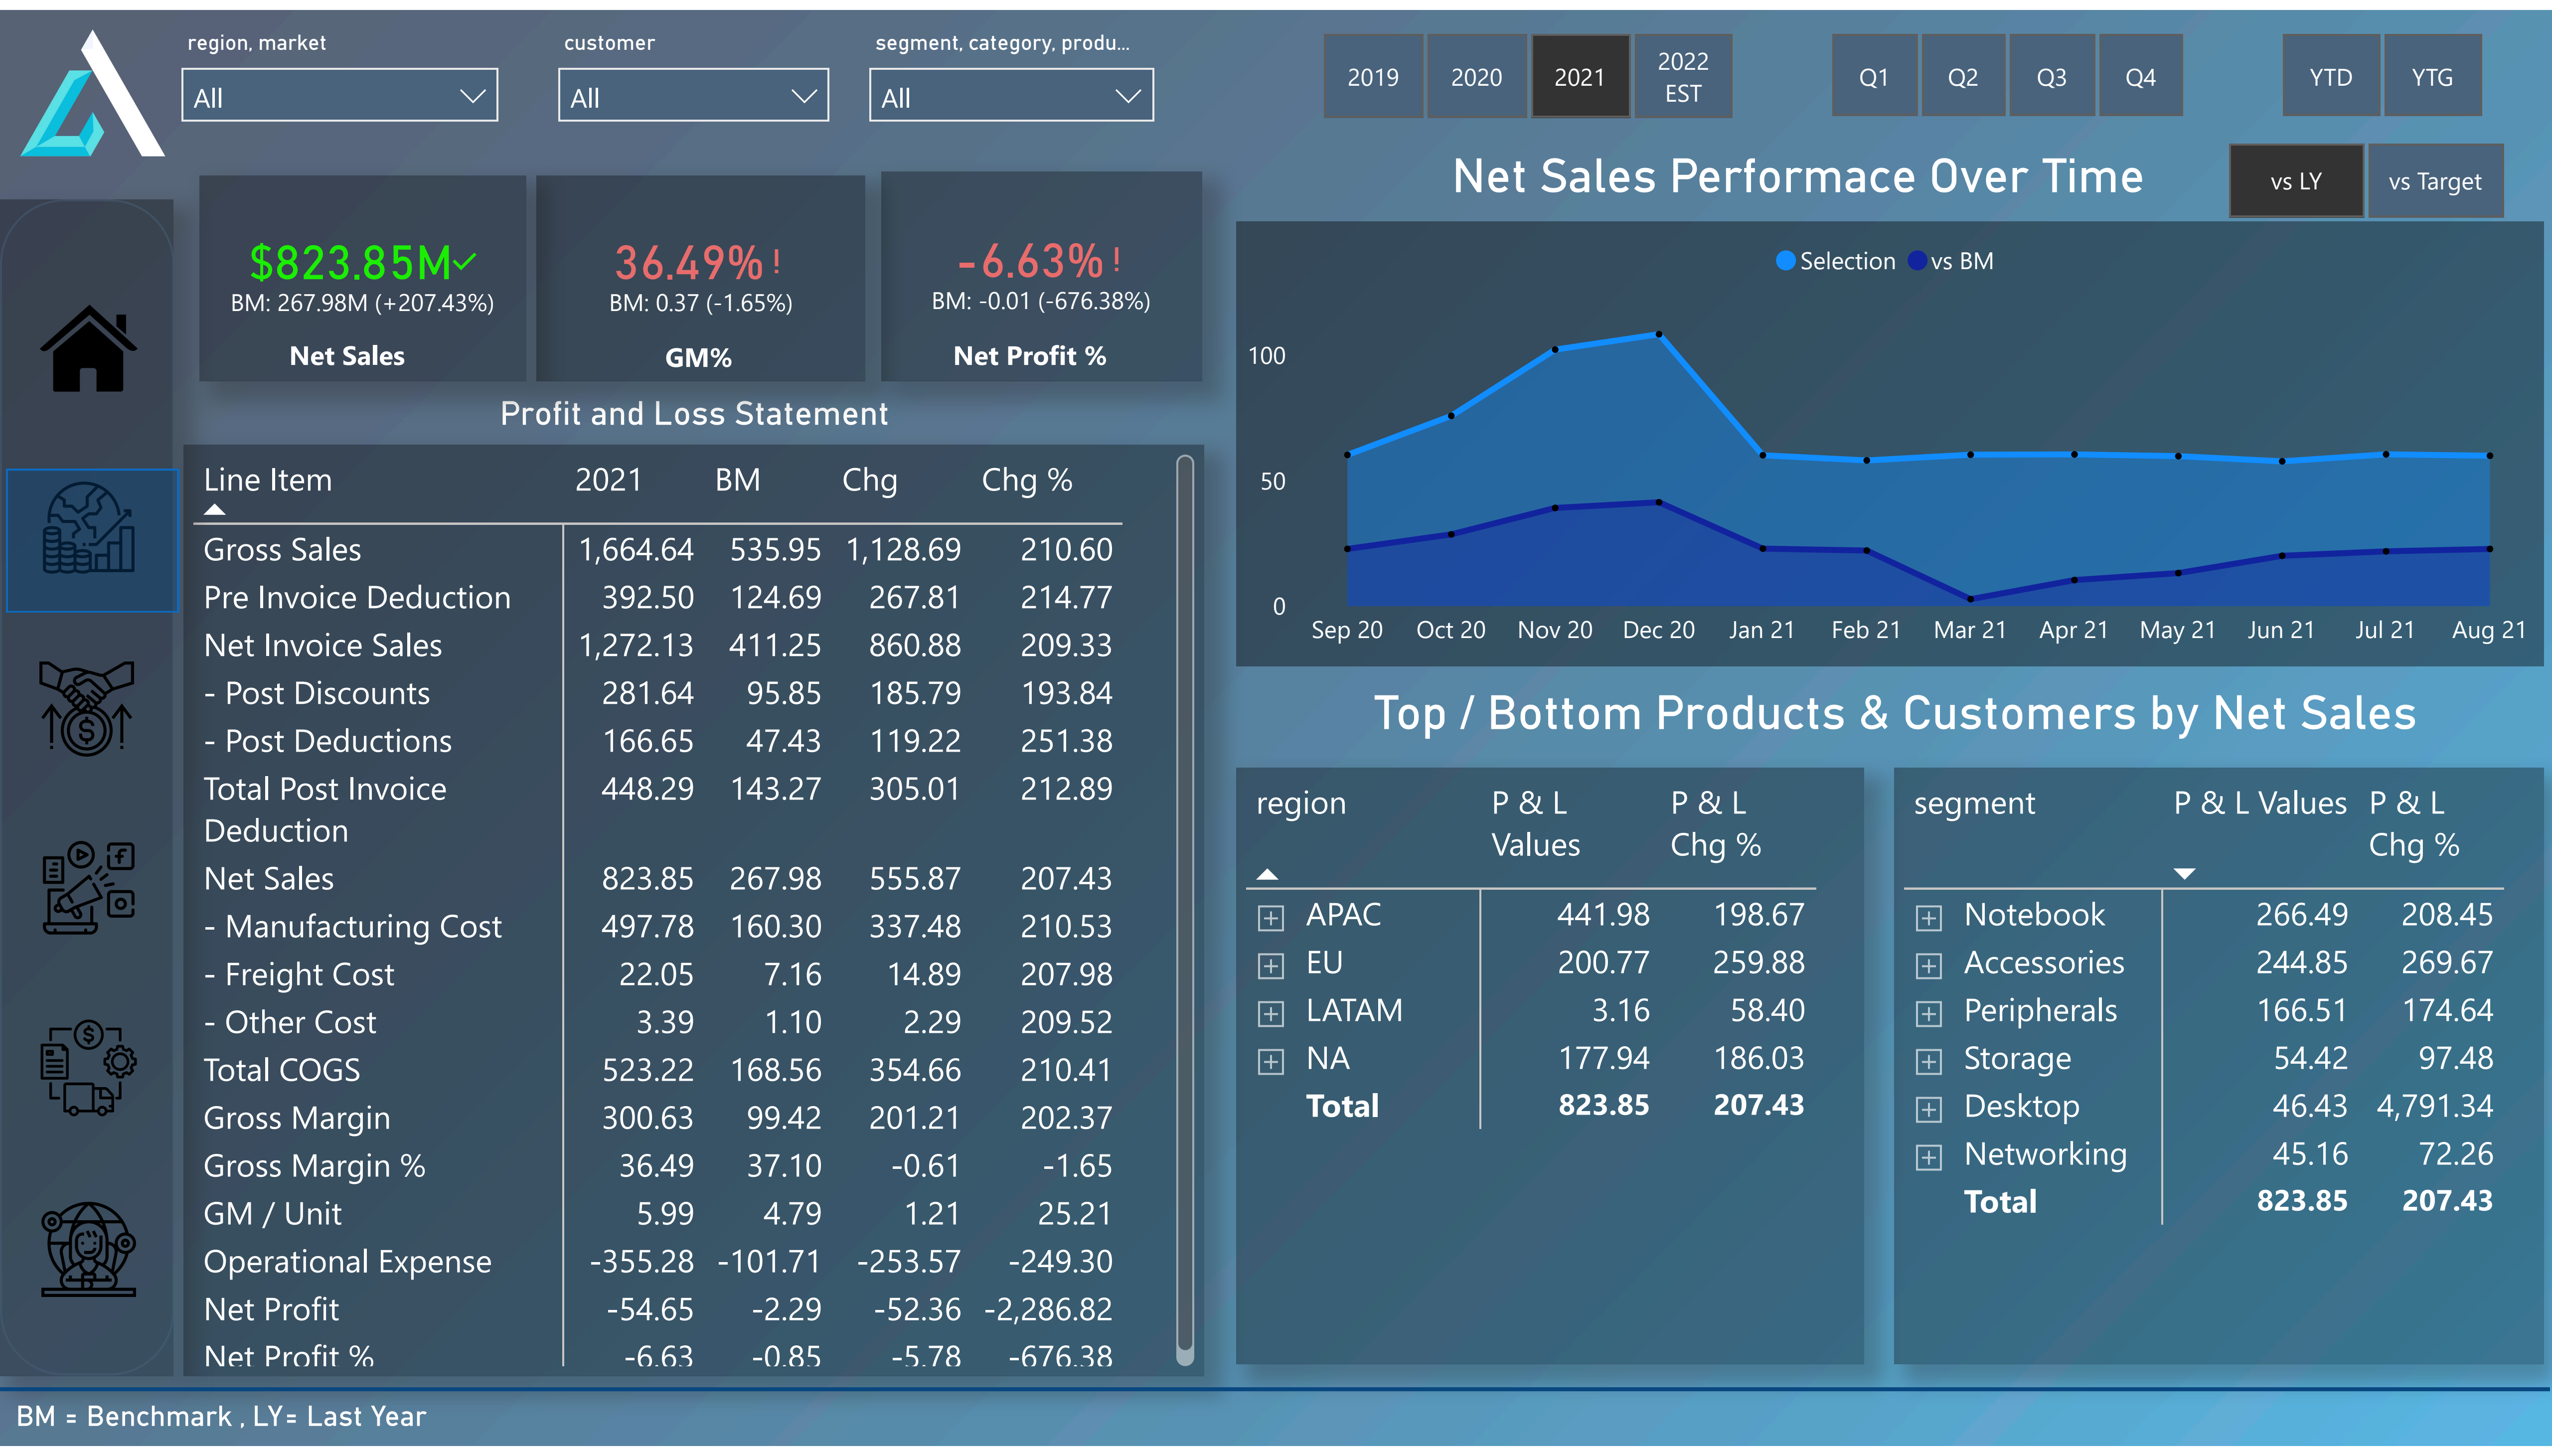 region, market
customer
segment, category, produ...
All
All
All
2019
2020
2021
2022
EST
Q1
Q2
Q3
Q4
YTD
YTG
Net Sales Performace Over Time
vs LY
vs Target
$823.85M
BM: 267.98M (+207.43%)
Net Sales
36.49% !
BM: 0.37 (-1.65%)
GM%
-6.63% !
BM: -0.01 (-676.38%)
Net Profit %
Selection
vs BM
100
50
0
Sep 20 Oct 20 Nov 20 Dec 20 Jan 21 Feb 21 Mar 21 Apr 21 May 21 Jun 21 Jul 21 Aug 21
Profit and Loss Statement
Line Item 2021 BM Chg Chg %
Gross Sales 1,664.64 535.95 1,128.69 210.60
Pre Invoice Deduction 392.50 124.69 267.81 214.77
Net Invoice Sales 1,272.13 411.25 860.88 209.33
- Post Discounts 281.64 95.85 185.79 193.84
- Post Deductions 166.65 47.43 119.22 251.38
Total Post Invoice 448.29 143.27 305.01 212.89
Deduction
Net Sales 823.85 267.98 555.87 207.43
- Manufacturing Cost 497.78 160.30 337.48 210.53
- Freight Cost 22.05 7.16 14.89 207.98
- Other Cost 3.39 1.10 2.29 209.52
Total COGS 523.22 168.56 354.66 210.41
Gross Margin 300.63 99.42 201.21 202.37
Gross Margin % 36.49 37.10 -0.61 -1.65
GM / Unit 5.99 4.79 1.21 25.21
Operational Expense -355.28 -101.71 -253.57 -249.30
Net Profit -54.65 -2.29 -52.36 -2,286.82
Net Profit % -6.63 -0.85 -5.78 -676.38
Top / Bottom Products & Customers by Net Sales
region P & L P & L
Values Chg %
APAC 441.98 198.67
EU 200.77 259.88
LATAM 3.16 58.40
NA 177.94 186.03
Total 823.85 207.43
segment P & L Values P & L
Chg %
Notebook 266.49 208.45
Accessories 244.85 269.67
Peripherals 166.51 174.64
Storage 54.42 97.48
Desktop 46.43 4,791.34
Networking 45.16 72.26
Total 823.85 207.43
BM = Benchmark , LY= Last Year